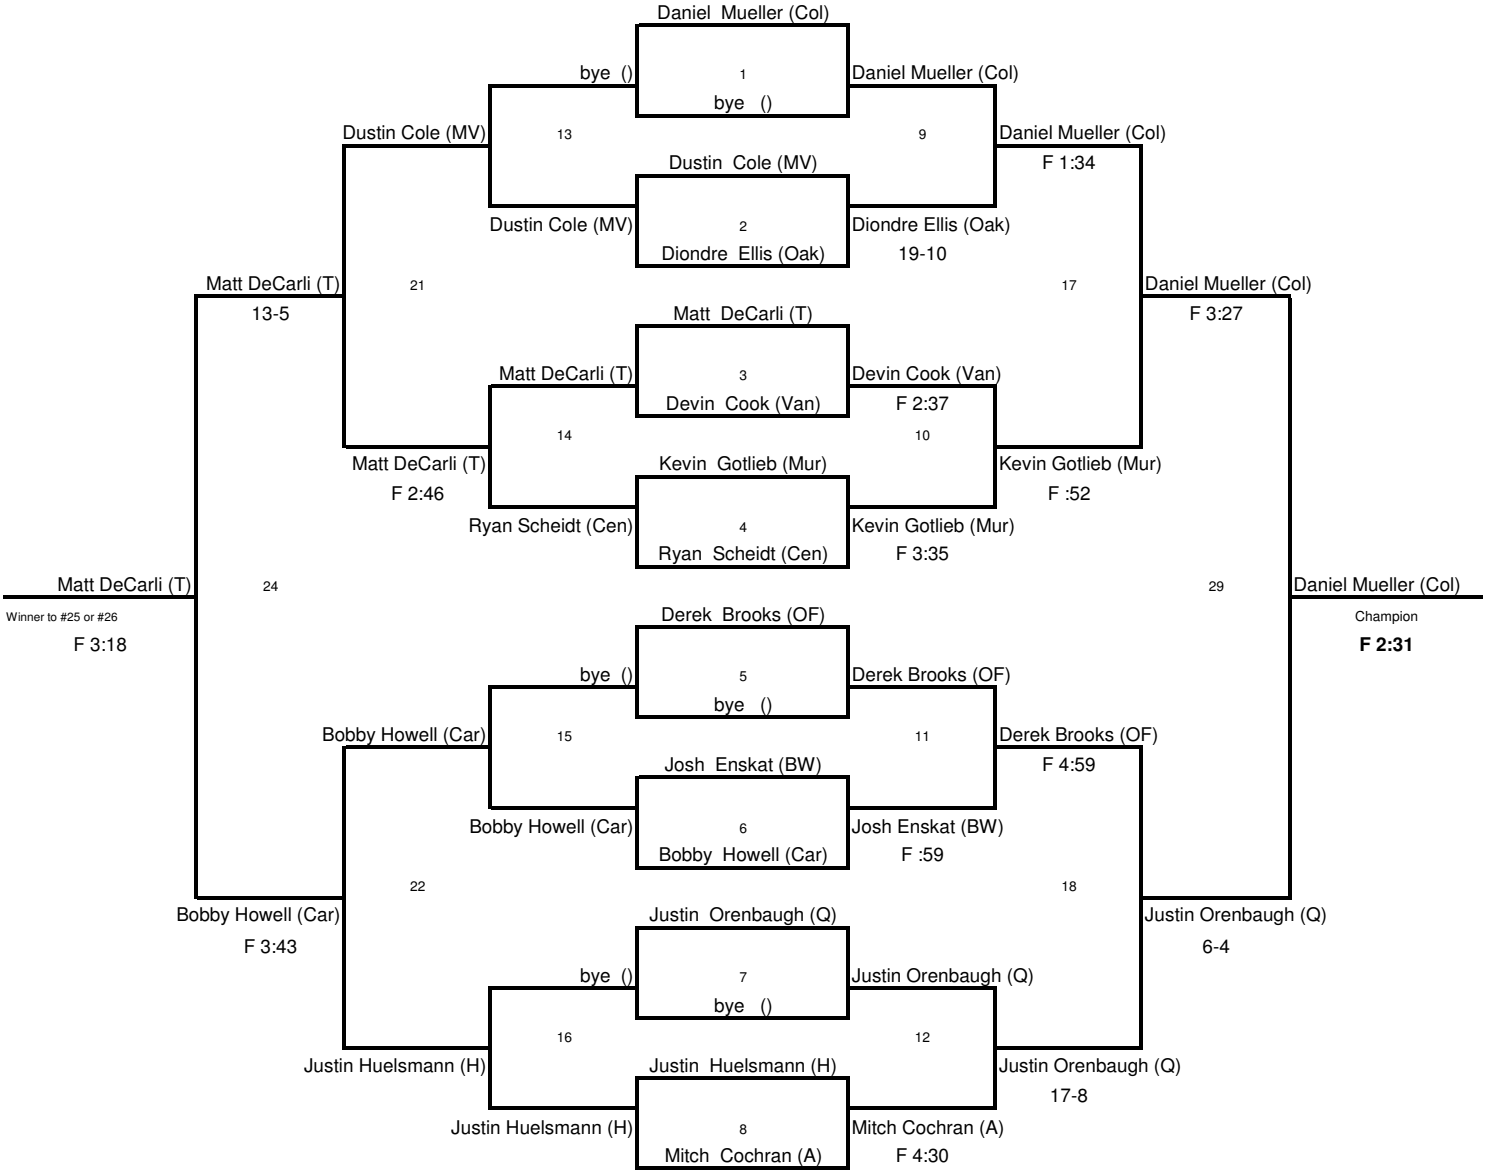 Daniel Mueller (Col)
bye () 1 Daniel Mueller (Col)
bye ()
Dustin Cole (MV) 13 9 Daniel Mueller (Col)
Dustin Cole (MV) F 1:34
Dustin Cole (MV) 2 Diondre Ellis (Oak)
Diondre Ellis (Oak) 19-10
Matt DeCarli (T) 21 17 Daniel Mueller (Col)
13-5 Matt DeCarli (T) F 3:27
Matt DeCarli (T) 3 Devin Cook (Van)
Devin Cook (Van) F 2:37
14 10
Matt DeCarli (T) Kevin Gotlieb (Mur) Kevin Gotlieb (Mur)
F 2:46 F :52
Ryan Scheidt (Cen) 4 Kevin Gotlieb (Mur)
Ryan Scheidt (Cen) F 3:35
Matt DeCarli (T) 24 29 Daniel Mueller (Col)
Winner to #25 or #26 Derek Brooks (OF) Champion
F 3:18 F 2:31
bye () 5 Derek Brooks (OF)
bye ()
Bobby Howell (Car) 15 11 Derek Brooks (OF)
Josh Enskat (BW) F 4:59
Bobby Howell (Car) 6 Josh Enskat (BW)
Bobby Howell (Car) F :59
22 18
Bobby Howell (Car) Justin Orenbaugh (Q) Justin Orenbaugh (Q)
F 3:43 6-4
bye () 7 Justin Orenbaugh (Q)
bye ()
16 12
Justin Huelsmann (H) Justin Huelsmann (H) Justin Orenbaugh (Q)
17-8
Justin Huelsmann (H) 8 Mitch Cochran (A)
Mitch Cochran (A) F 4:30